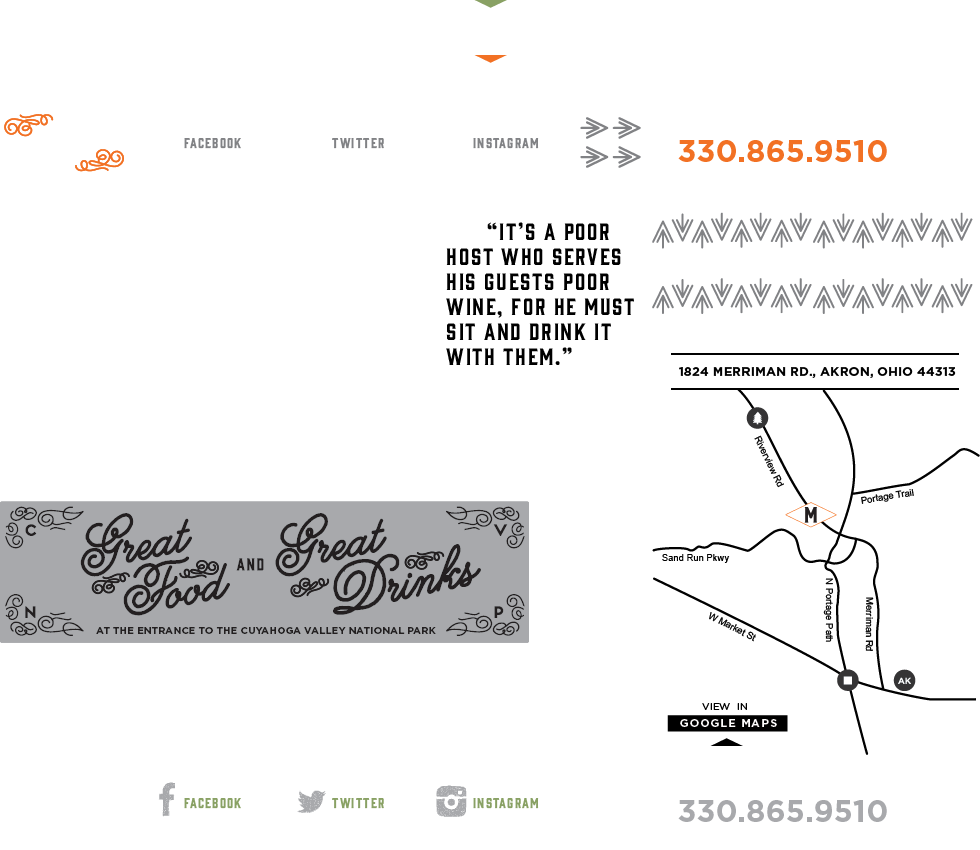 FACEBOOK
TWITTER
INSTAGRAM
330.865.9510
“IT’S A POOR
HOST WHO SERVES
HIS GUESTS POOR
WINE, FOR HE MUST
SIT AND DRINK IT
WITH THEM.”
1824 MERRIMAN RD., AKRON, OHIO 44313
Riverview Rd
Portage Trail
M
Sand Run Pkwy
N Portage Path
Merriman Rd
W Market St
AK
VIEW IN
GOOGLE MAPS
C
V
Great
Food
AND
Great
Drinks
N
P
AT THE ENTRANCE TO THE CUYAHOGA VALLEY NATIONAL PARK
FACEBOOK
TWITTER
INSTAGRAM
330.865.9510